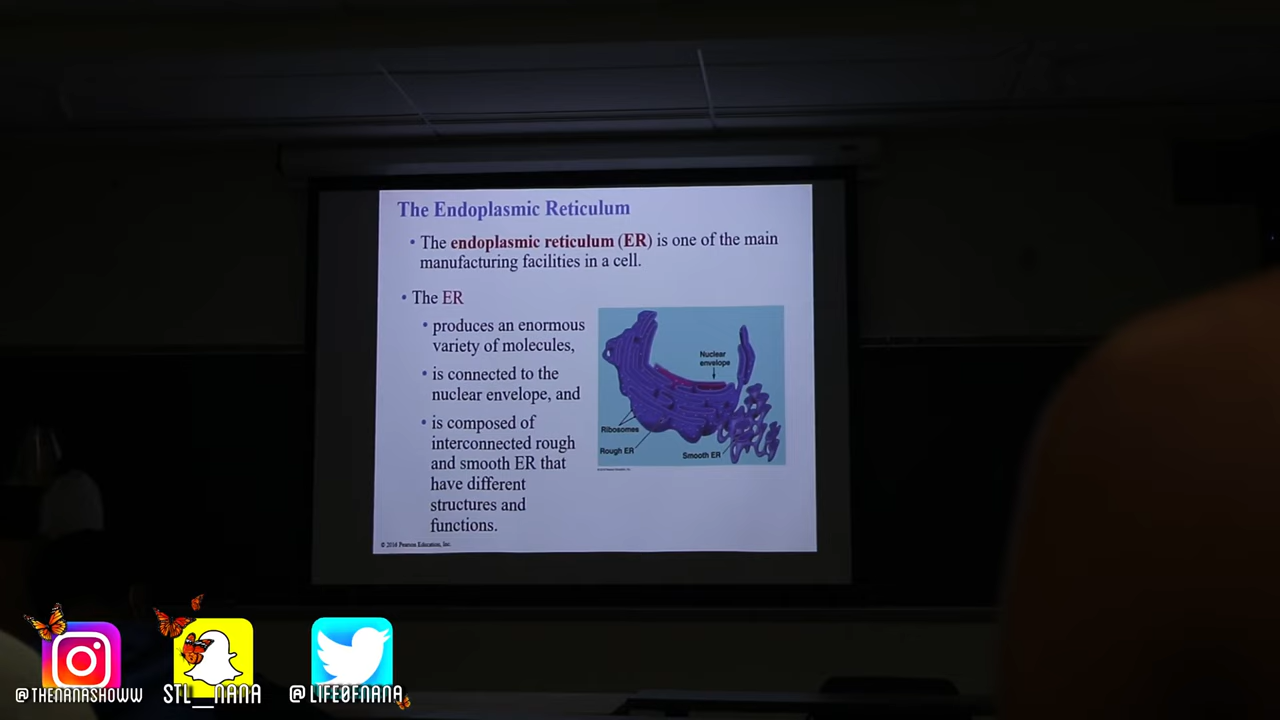 The Endoplasmic Reticulum
• The endoplasmic reticulum (ER) is one of the main
manufacturing facilities in a cell.
• The ER
• produces an enormous
variety of molecules,
• is connected to the
nuclear envelope, and
• is composed of
interconnected rough
and smooth ER that
have different
structures and
functions.
Nuclear
envelope
Ribosomes
Rough ER
Smooth ER
© 2016 Pearson Education, Inc.
@THENANASHOWW
STL__NANA
@LIFE0FNANA